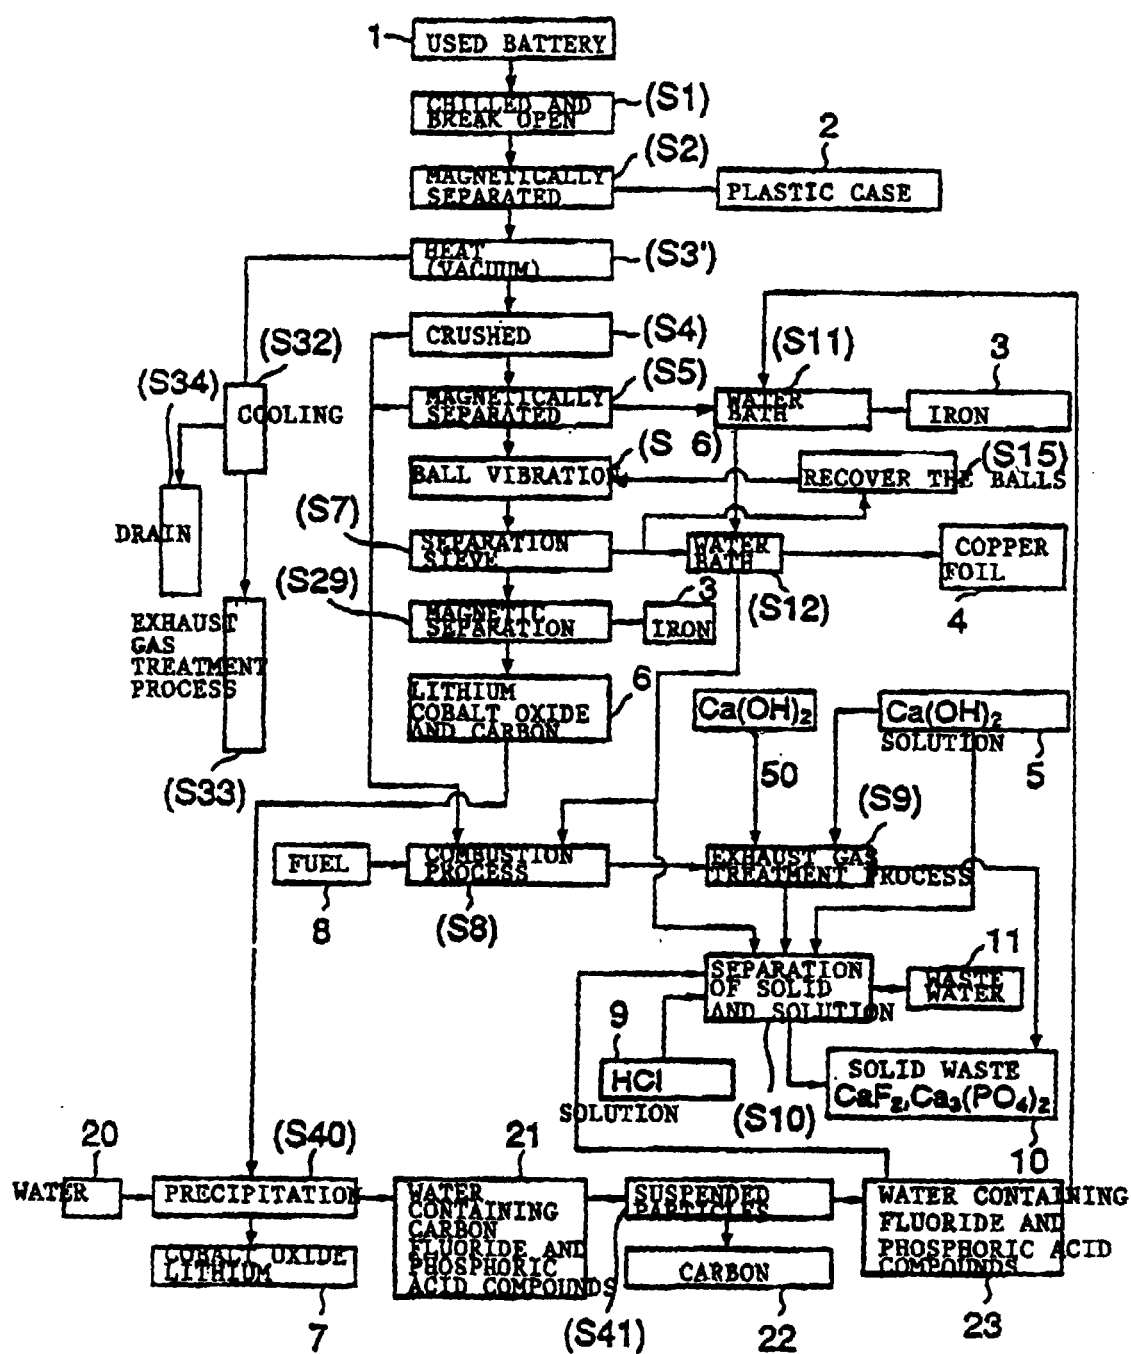 1
USED BATTERY
CHILLED AND
BREAK OPEN
(S1)
MAGNETICALLY
SEPARATED
(S2)
2
PLASTIC CASE
HEAT
(VACUUM)
(S3')
CRUSHED
(S4)
(S32)
(S34)
COOLING
MAGNETICALLY
SEPARATED
(S5)
(S11)
WATER
BATH
3
IRON
BALL VIBRATION
(S 6)
RECOVER THE BALLS
(S15)
DRAIN
(S7)
SEPARATION
SIEVE
WATER
BATH
(S12)
COPPER
FOIL
4
(S29)
MAGNETIC
SEPARATION
3
IRON
EXHAUST
GAS
TREATMENT
PROCESS
(S33)
LITHIUM
COBALT OXIDE
AND CARBON
6
Ca(OH)2
50
Ca(OH)2
SOLUTION
5
FUEL
8
COMBUSTION
PROCESS
(S8)
EXHAUST GAS
TREATMENT PROCESS
(S9)
SEPARATION
OF SOLID
AND SOLUTION
(S10)
11
WASTE
WATER
9
HCl
SOLUTION
SOLID WASTE
CaF2,Ca3(PO4)2
10
20
WATER
(S40)
PRECIPITATION
COBALT OXIDE
LITHIUM
7
21
WATER
CONTAINING
CARBON
FLUORIDE AND
PHOSPHORIC
ACID COMPOUNDS
SUSPENDED
PARTICLES
(S41)
CARBON
22
WATER CONTAINING
FLUORIDE AND
PHOSPHORIC ACID
COMPOUNDS
23